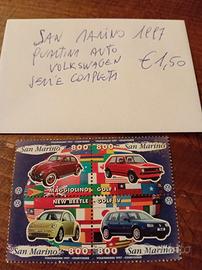 SAN MARINO 1997
PUNTINI AUTO
VOLKSWAGEN
SERIE COMPLETA
€1,50
San Marino 800 800 San Marino
MAGGIOLINO GOLF I
NEW BEETLE GOLF IV
San Marino 800 800 San Marino